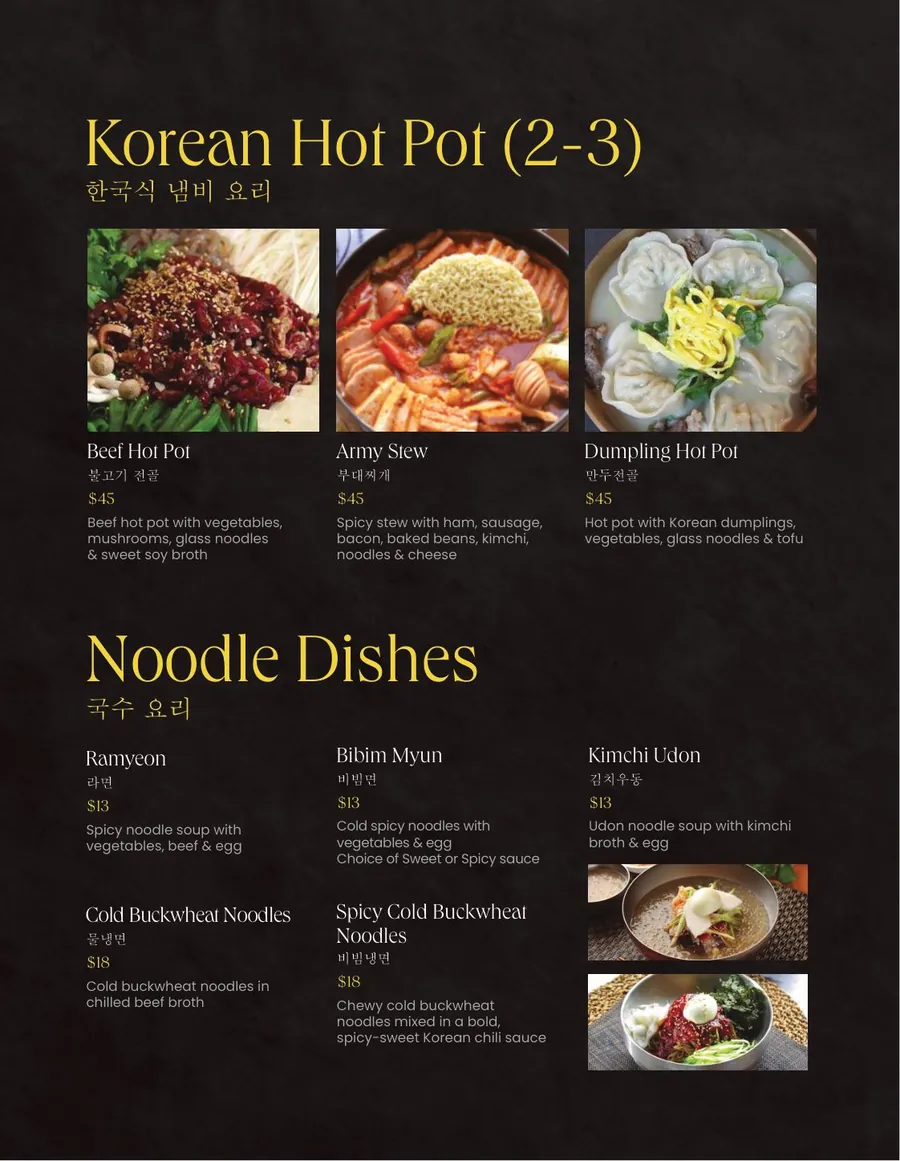 Korean Hot Pot (2-3)
한국식 냄비 요리
Beef Hot Pot
불고기 전골
$45
Beef hot pot with vegetables,
mushrooms, glass noodles
& sweet soy broth
Army Stew
부대찌개
$45
Spicy stew with ham, sausage,
bacon, baked beans, kimchi,
noodles & cheese
Dumpling Hot Pot
만두전골
$45
Hot pot with Korean dumplings,
vegetables, glass noodles & tofu
Noodle Dishes
국수 요리
Ramyeon
라면
$13
Spicy noodle soup with
vegetables, beef & egg
Bibim Myun
비빔면
$13
Cold spicy noodles with
vegetables & egg
Choice of Sweet or Spicy sauce
Kimchi Udon
김치우동
$13
Udon noodle soup with kimchi
broth & egg
Cold Buckwheat Noodles
물냉면
$18
Cold buckwheat noodles in
chilled beef broth
Spicy Cold Buckwheat
Noodles
비빔냉면
$18
Chewy cold buckwheat
noodles mixed in a bold,
spicy-sweet Korean chili sauce